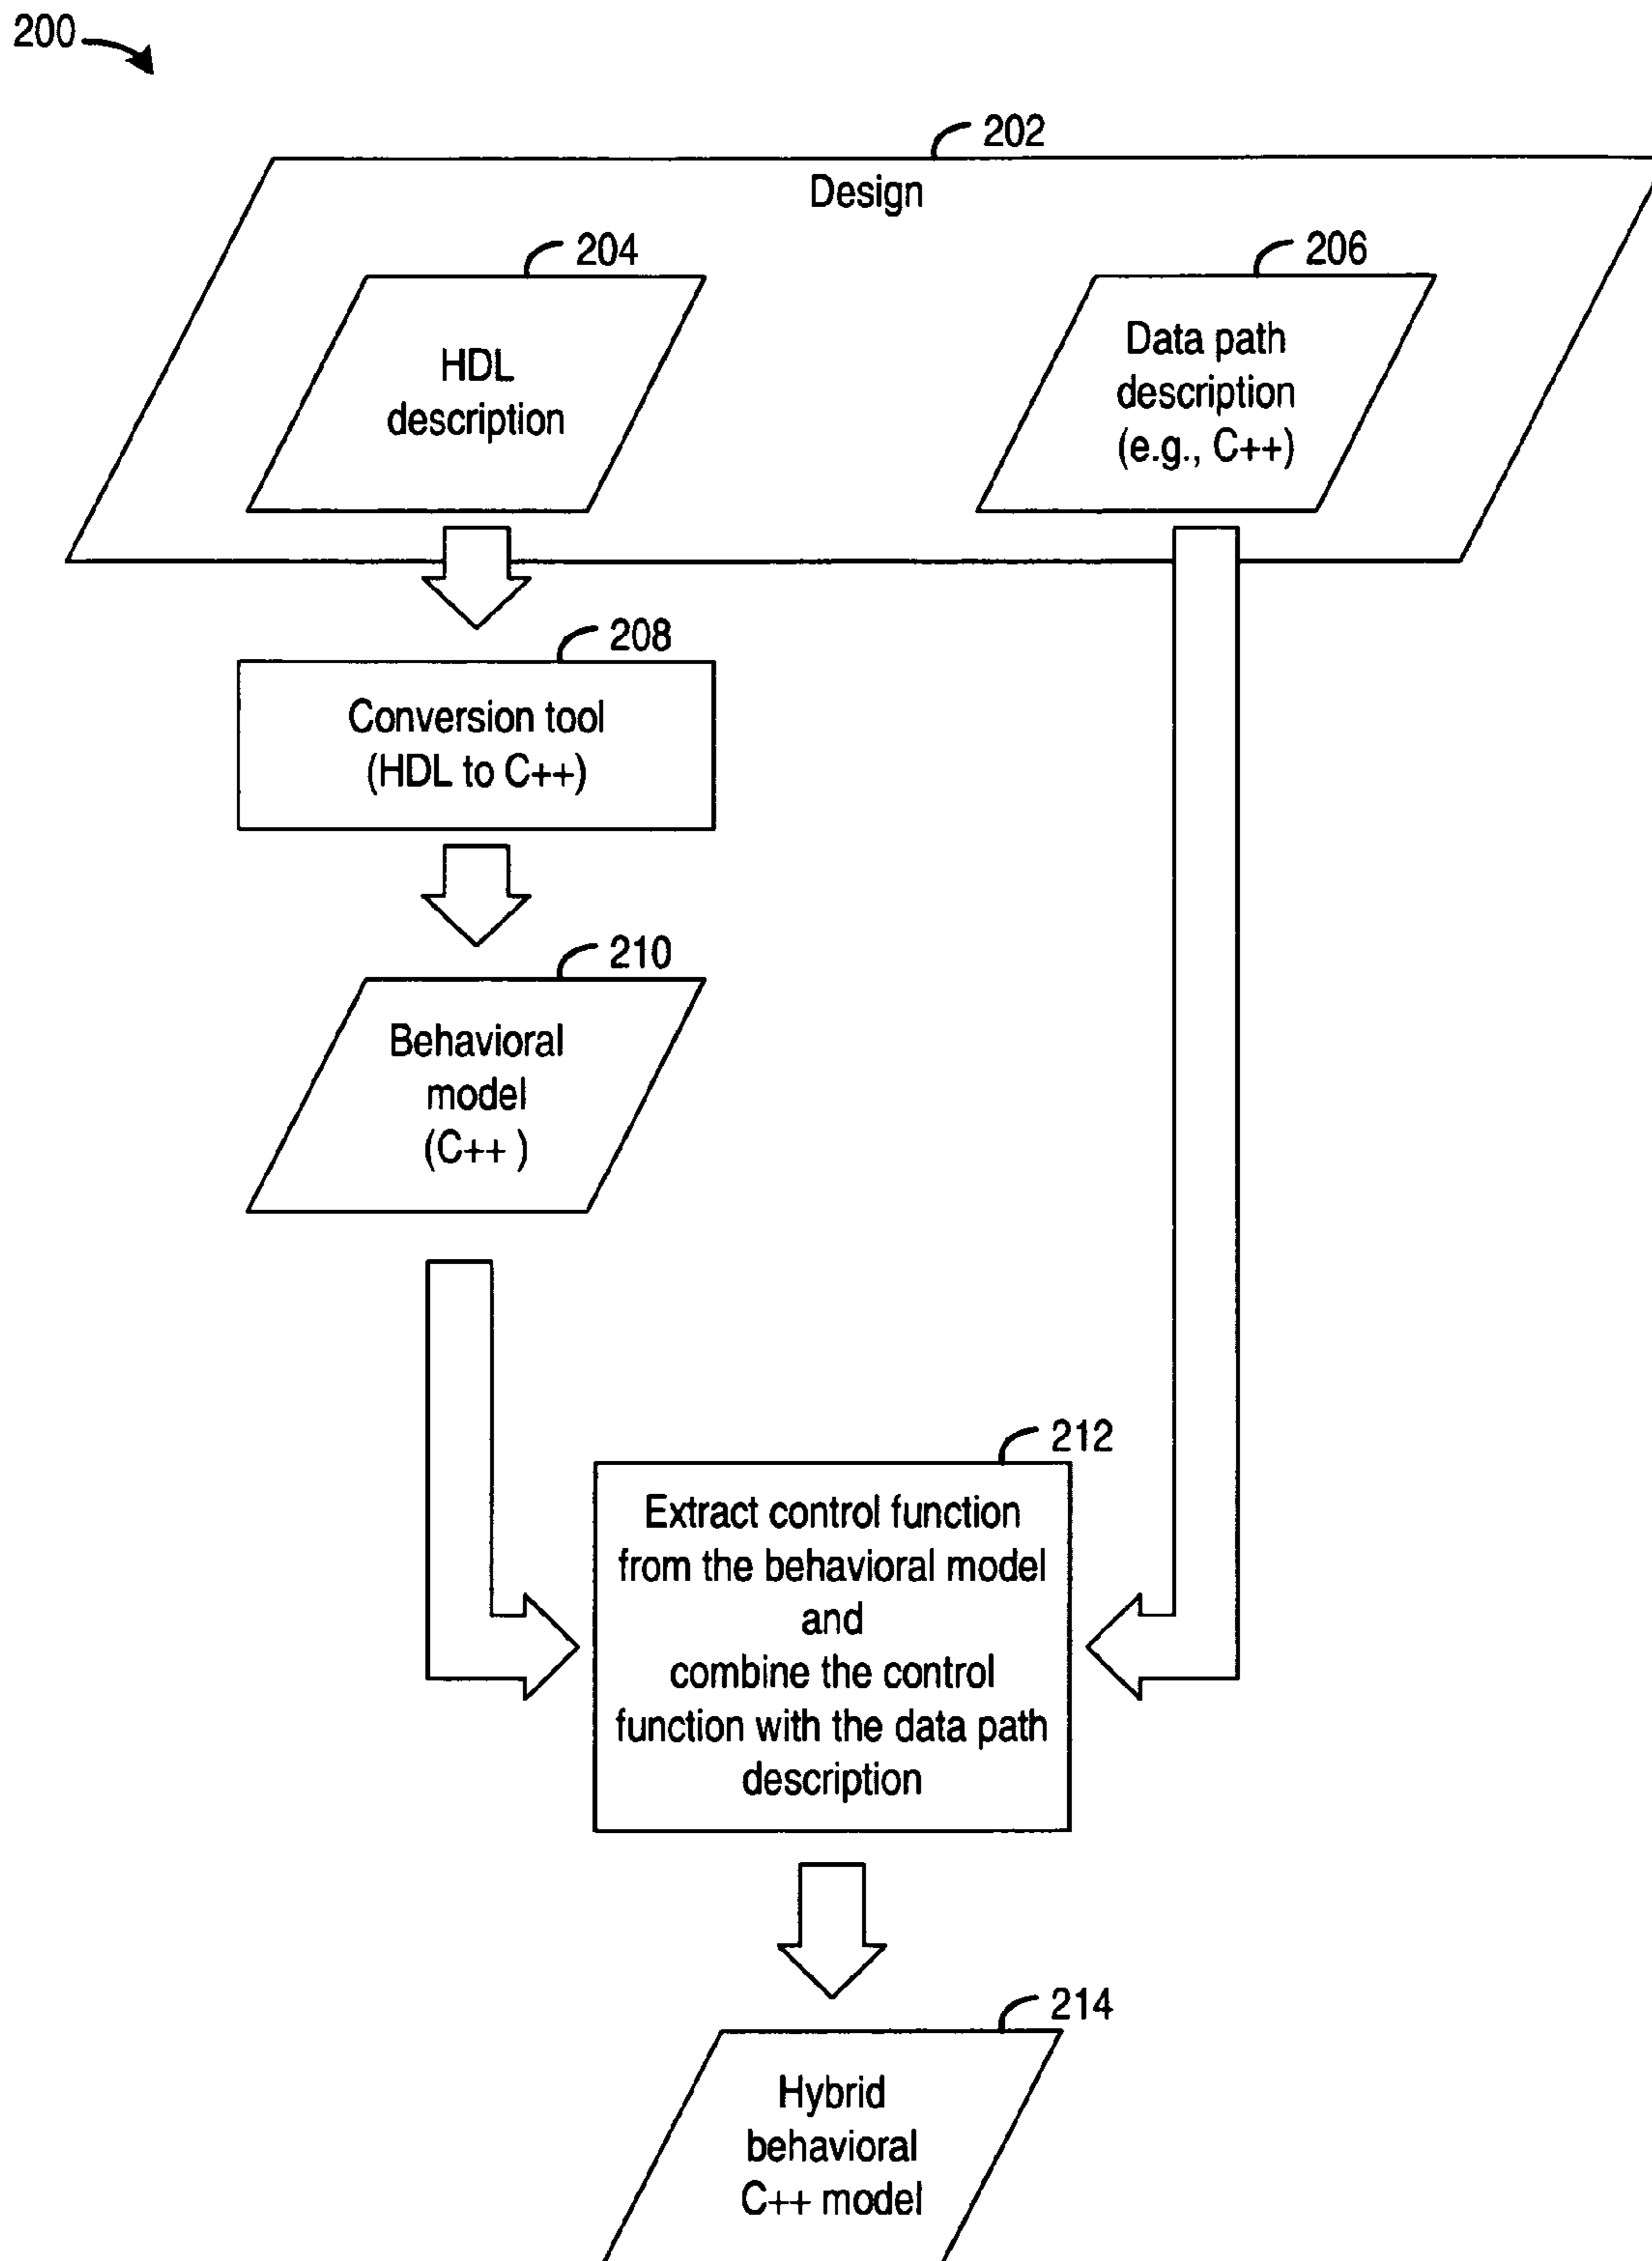 200
202
Design
204
206
HDL
description
Data path
description
(e.g., C++)
208
Conversion tool
(HDL to C++)
210
Behavioral
model
(C++ )
212
Extract control function
from the behavioral model
and
combine the control
function with the data path
description
214
Hybrid
behavioral
C++ model